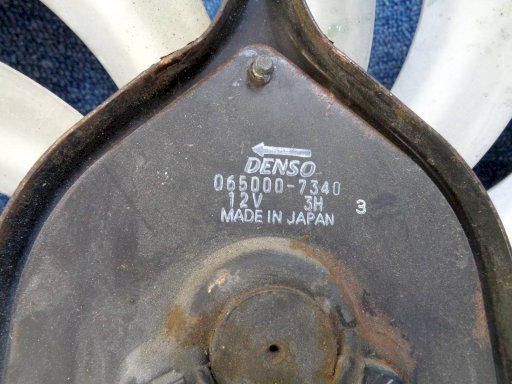 DENSO
065000-7340
12V 3H
MADE IN JAPAN
3